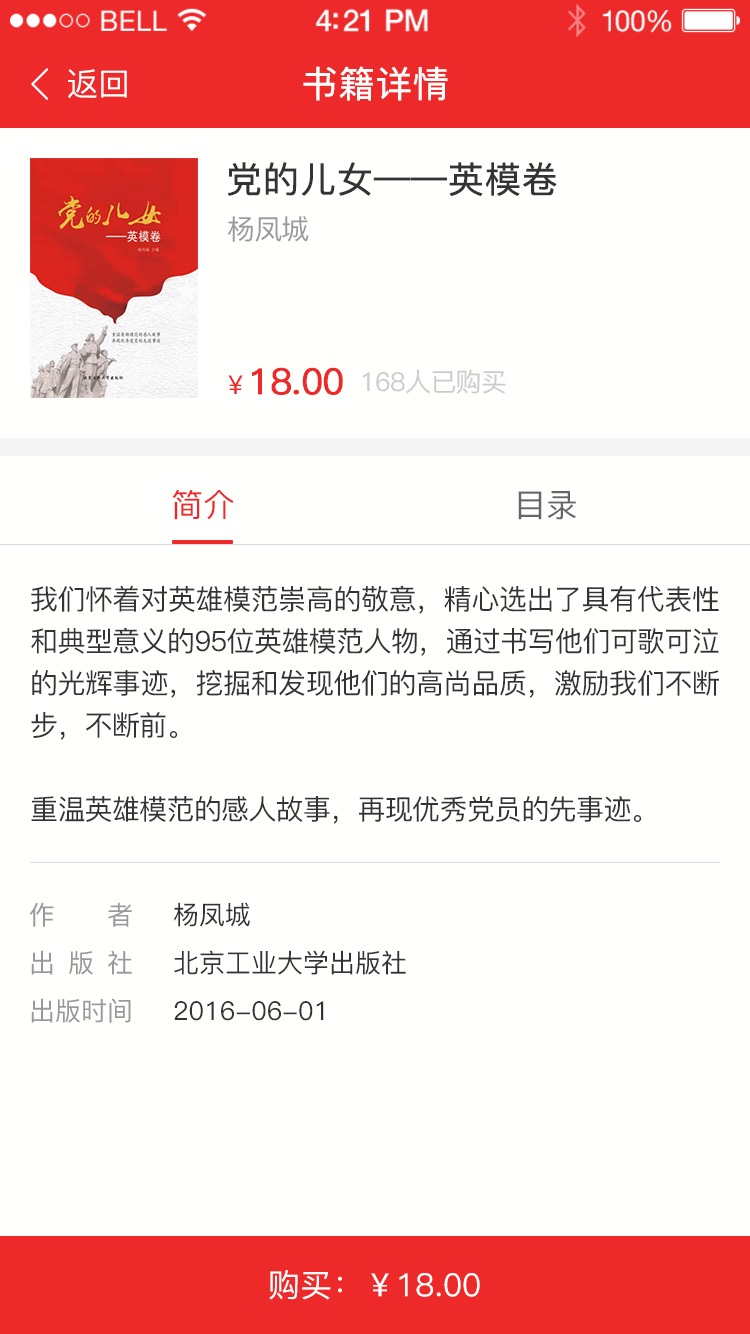 BELL 4:21 PM 100%
返回 书籍详情
党的儿女
——英模卷
党的儿女——英模卷
杨凤城
¥ 18.00 168人已购买
简介 目录
我们怀着对英雄模范崇高的敬意，精心选出了具有代表性
和典型意义的95位英雄模范人物，通过书写他们可歌可泣
的光辉事迹，挖掘和发现他们的高尚品质，激励我们不断
步，不断前。
重温英雄模范的感人故事，再现优秀党员的先事迹。
作 者 杨凤城
出 版 社 北京工业大学出版社
出版时间 2016-06-01
购买： ¥ 18.00